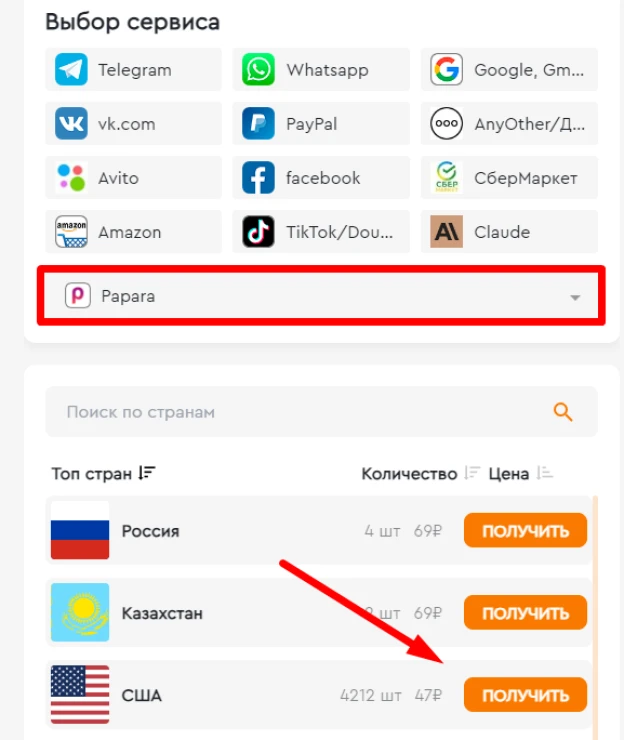 Выбор сервиса
Telegram Whatsapp Google, Gm...
vk.com PayPal AnyOther/Д...
Avito facebook СберМаркет
Amazon TikTok/Dou... Claude
Papara
Поиск по странам
Топ стран Количество Цена
Россия 4 шт 69₽ ПОЛУЧИТЬ
Казахстан шт 69₽ ПОЛУЧИТЬ
США 4212 шт 47₽ ПОЛУЧИТЬ